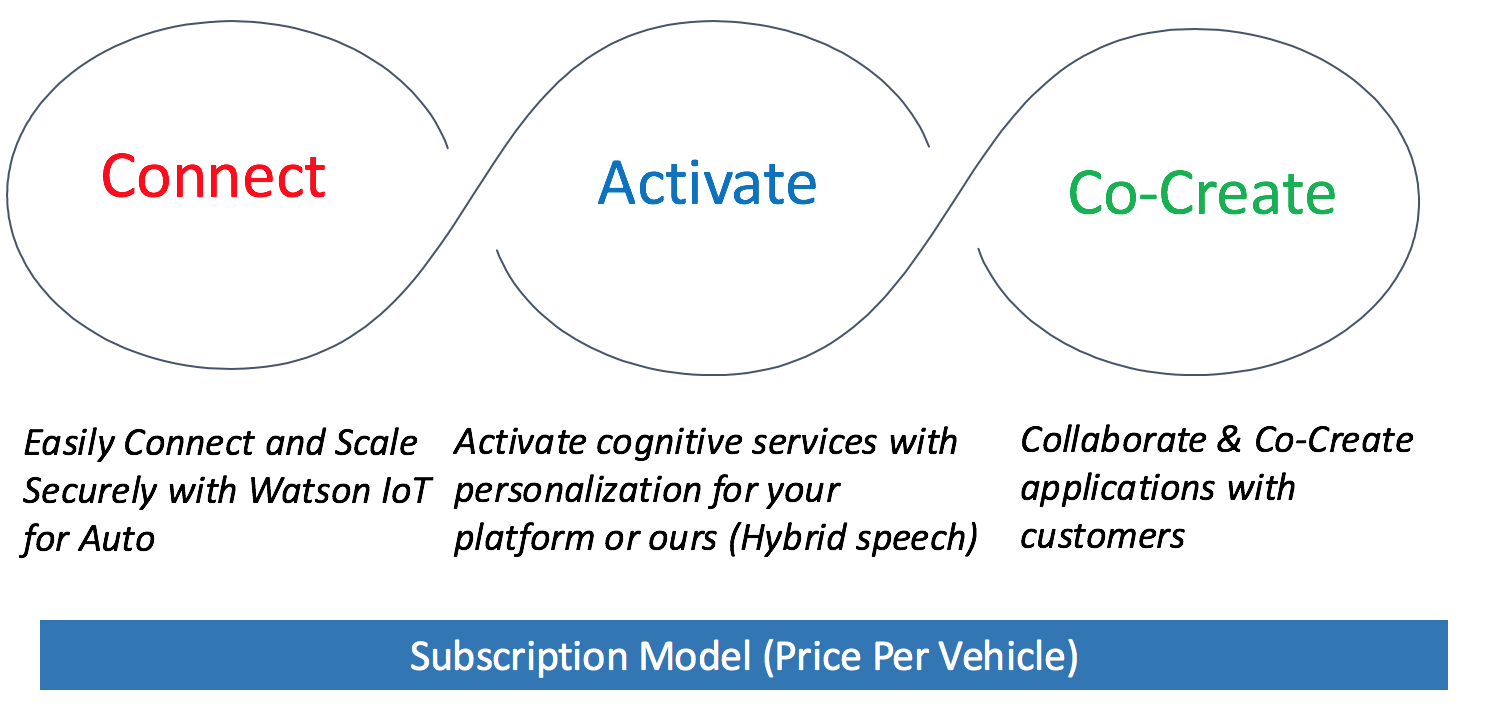 Connect
Activate
Co-Create
Easily Connect and Scale
Securely with Watson IoT
for Auto
Activate cognitive services with
personalization for your
platform or ours (Hybrid speech)
Collaborate & Co-Create
applications with
customers
Subscription Model (Price Per Vehicle)